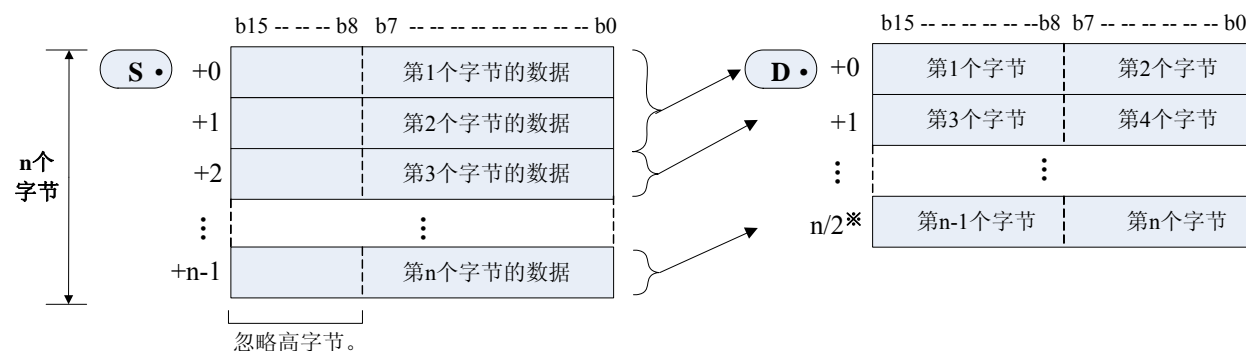 b15 -- -- -- b8 b7 -- -- -- -- -- -- -- -- b0
S • +0 第1个字节的数据
+1 第2个字节的数据
+2 第3个字节的数据
⋮ ⋮
+n-1 第n个字节的数据
n个
字节
忽略高字节。
b15 -- -- -- -- -- --b8 b7 -- -- -- -- -- b0
D • +0 第1个字节 第2个字节
+1 第3个字节 第4个字节
⋮ ⋮
n/2※ 第n-1个字节 第n个字节